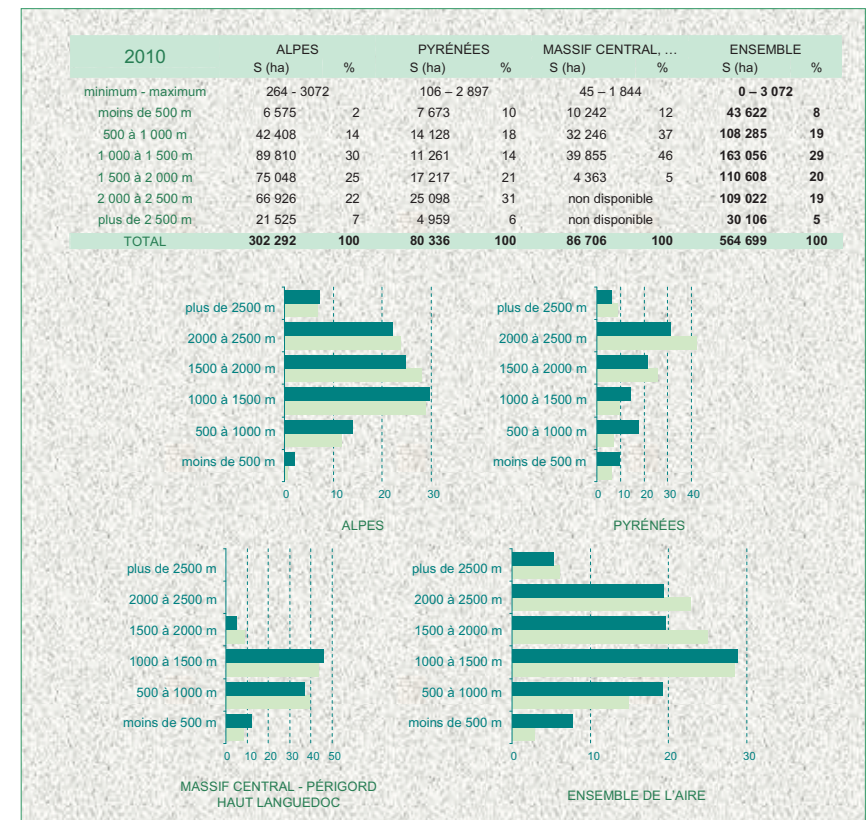 2010 ALPES PYRÉNÉES MASSIF CENTRAL, … ENSEMBLE
S (ha) % S (ha) % S (ha) % S (ha) %
minimum - maximum 264 - 3072 106 – 2 897 45 – 1 844 0 – 3 072
moins de 500 m 6 575 2 7 673 10 10 242 12 43 622 8
500 à 1 000 m 42 408 14 14 128 18 32 246 37 108 285 19
1 000 à 1 500 m 89 810 30 11 261 14 39 855 46 163 056 29
1 500 à 2 000 m 75 048 25 17 217 21 4 363 5 110 608 20
2 000 à 2 500 m 66 926 22 25 098 31 non disponible 109 022 19
plus de 2 500 m 21 525 7 4 959 6 non disponible 30 106 5
TOTAL 302 292 100 80 336 100 86 706 100 564 699 100
plus de 2500 m
2000 à 2500 m
1500 à 2000 m
1000 à 1500 m
500 à 1000 m
moins de 500 m
0 10 20 30
ALPES
plus de 2500 m
2000 à 2500 m
1500 à 2000 m
1000 à 1500 m
500 à 1000 m
moins de 500 m
0 10 20 30 40
PYRÉNÉES
plus de 2500 m
2000 à 2500 m
1500 à 2000 m
1000 à 1500 m
500 à 1000 m
moins de 500 m
0 10 20 30 40 50
MASSIF CENTRAL - PÉRIGORD
HAUT LANGUEDOC
plus de 2500 m
2000 à 2500 m
1500 à 2000 m
1000 à 1500 m
500 à 1000 m
moins de 500 m
0 10 20 30
ENSEMBLE DE L'AIRE